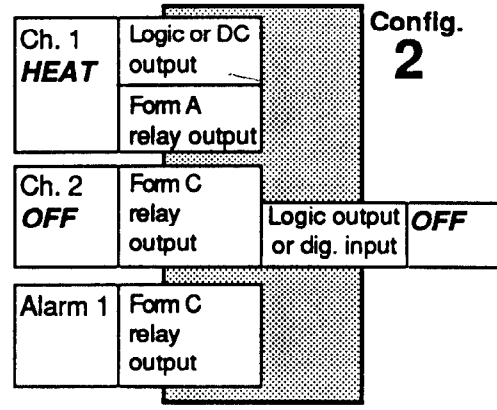 Config.
2
Ch. 1
HEAT
Logic or DC
output
Form A
relay output
Ch. 2
OFF
Form C
relay
output
Logic output
or dig. input
OFF
Alarm 1
Form C
relay
output